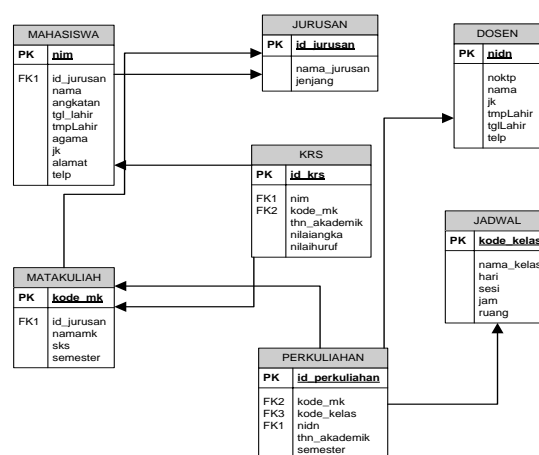 MAHASISWA
PK nim
FK1 id_jurusan
nama
angkatan
tgl_lahir
tmpLahir
agama
jk
alamat
telp
JURUSAN
PK id_jurusan
nama_jurusan
jenjang
DOSEN
PK nidn
noktp
nama
jk
tmpLahir
tglLahir
telp
KRS
PK id_krs
FK1 nim
FK2 kode_mk
thn_akademik
nilaiangka
nilaihuruf
JADWAL
PK kode_kelas
nama_kelas
hari
sesi
jam
ruang
MATAKULIAH
PK kode_mk
FK1 id_jurusan
namamk
sks
semester
PERKULIAHAN
PK id_perkuliahan
FK2 kode_mk
FK3 kode_kelas
FK1 nidn
thn_akademik
semester